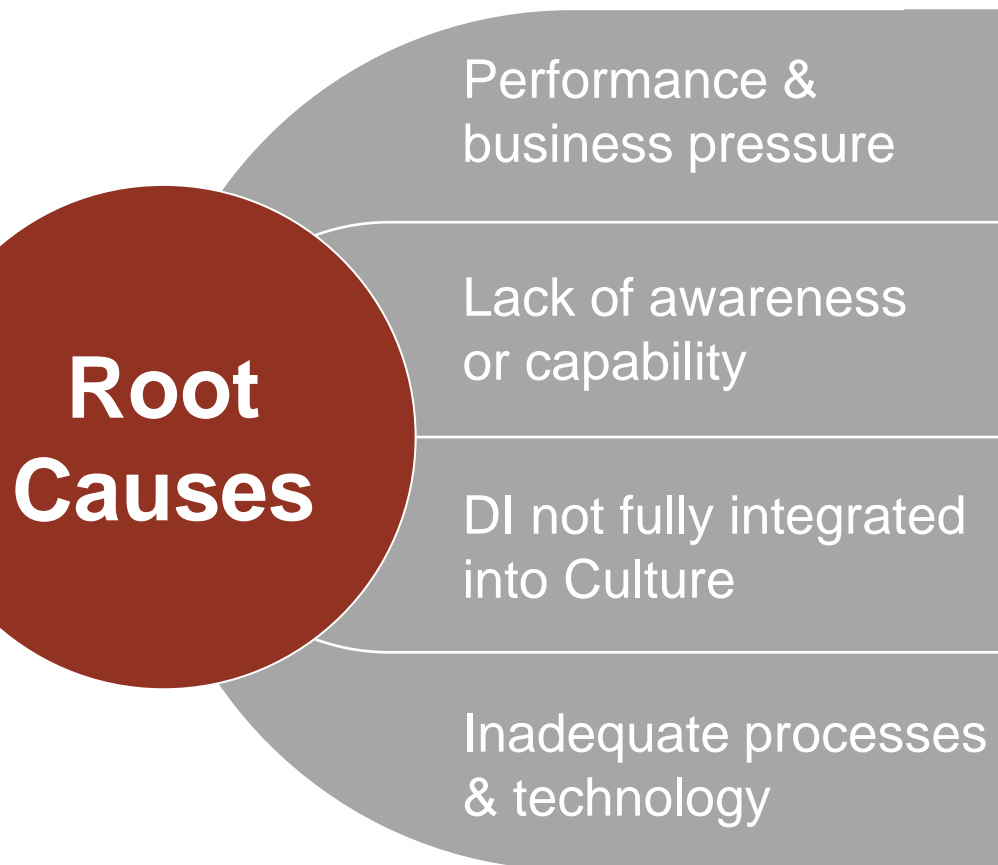 Root
Causes
Performance &
business pressure
Lack of awareness
or capability
DI not fully integrated
into Culture
Inadequate processes
& technology